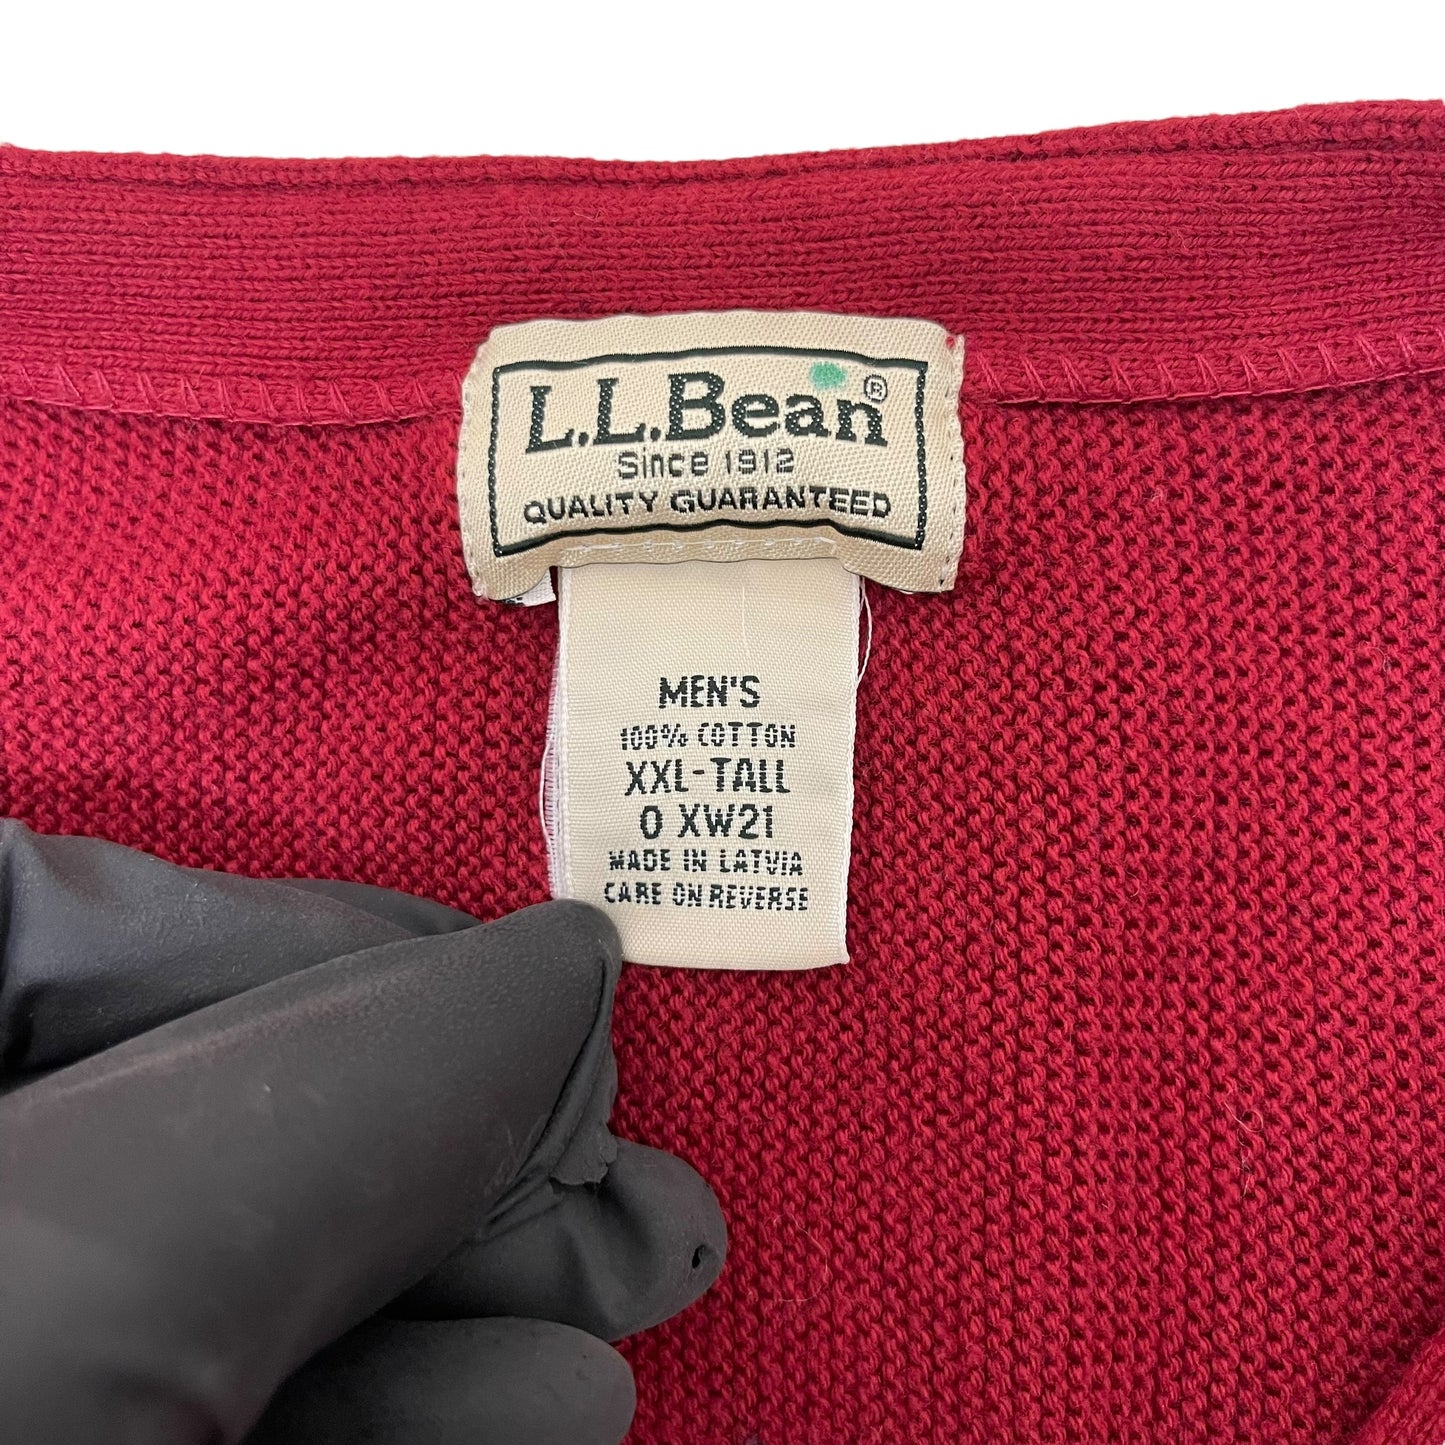 L.L.Bean®
Since 1912
QUALITY GUARANTEED
MEN'S
100% COTTON
XXL-TALL
0 XW21
MADE IN LATVIA
CARE ON REVERSE